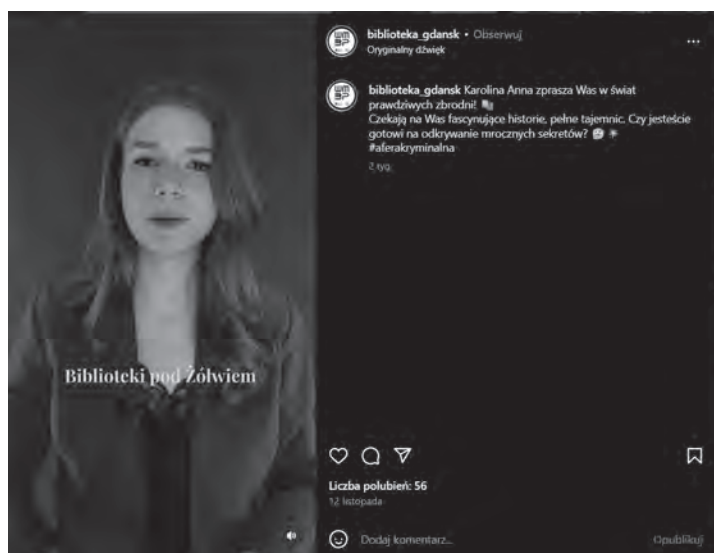 biblioteka_gdansk • Obserwuj
Oryginalny dźwięk
biblioteka_gdansk Karolina Anna zprasza Was w świat
prawdziwych zbrodni!
Czekają na Was fascynujące historie, pełne tajemnic. Czy jesteście
gotowi na odkrywanie mrocznych sekretów?
#aferakryminalna
2 tyg.
Biblioteki pod Żółwiem
Liczba polubień: 56
12 listopada
Dodaj komentarz...
Opublikuj